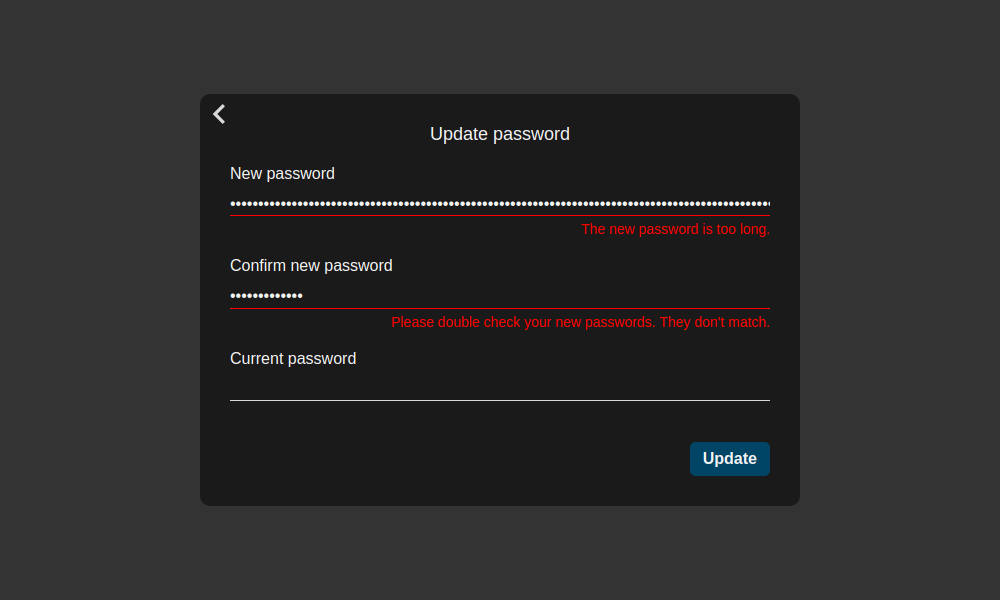 Update password
New password
The new password is too long.
Confirm new password
Please double check your new passwords. They don't match.
Current password
Update